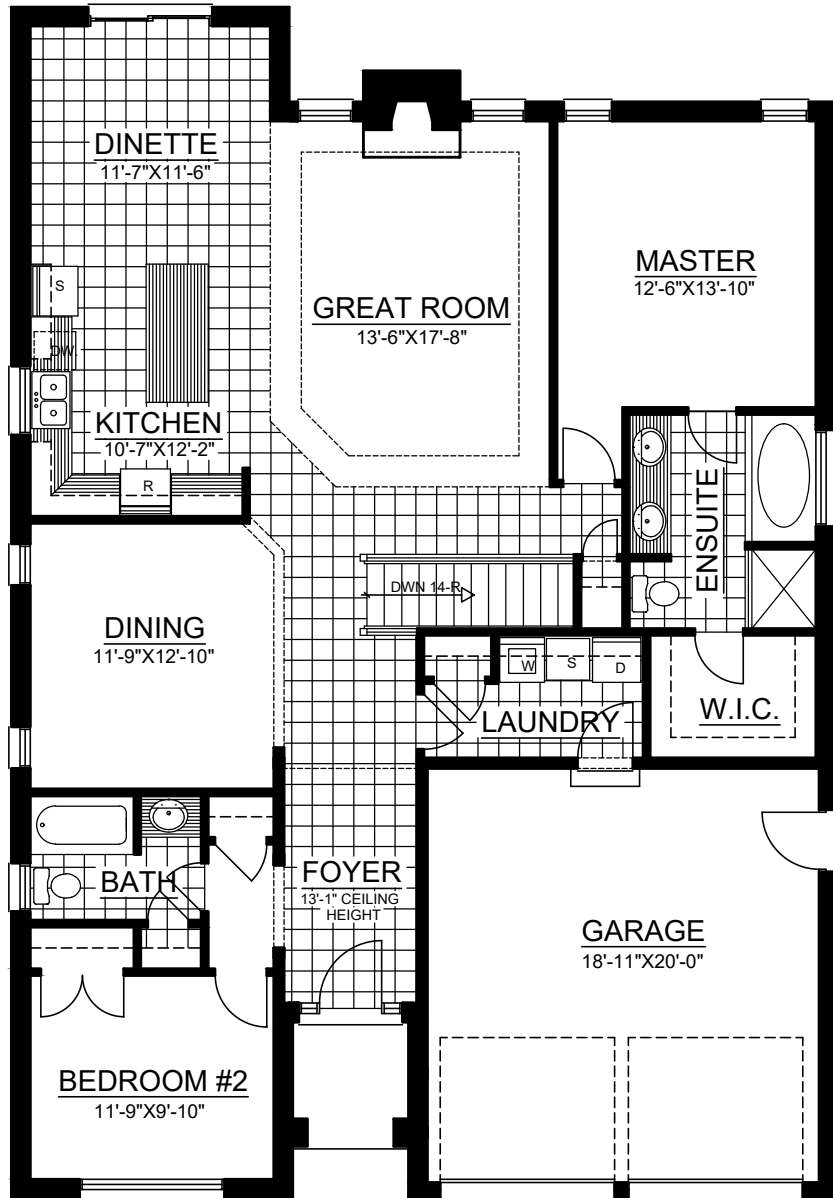 DINETTE
11'-7"X11'-6"
MASTER
12'-6"X13'-10"
S
GREAT ROOM
13'-6"X17'-8"
DW.
KITCHEN
10'-7"X12'-2"
R
ENSUITE
DWN 14-R
DINING
11'-9"X12'-10"
W
S
D
LAUNDRY
W.I.C.
BATH
FOYER
13'-1" CEILING
HEIGHT
GARAGE
18'-11"X20'-0"
BEDROOM #2
11'-9"X9'-10"